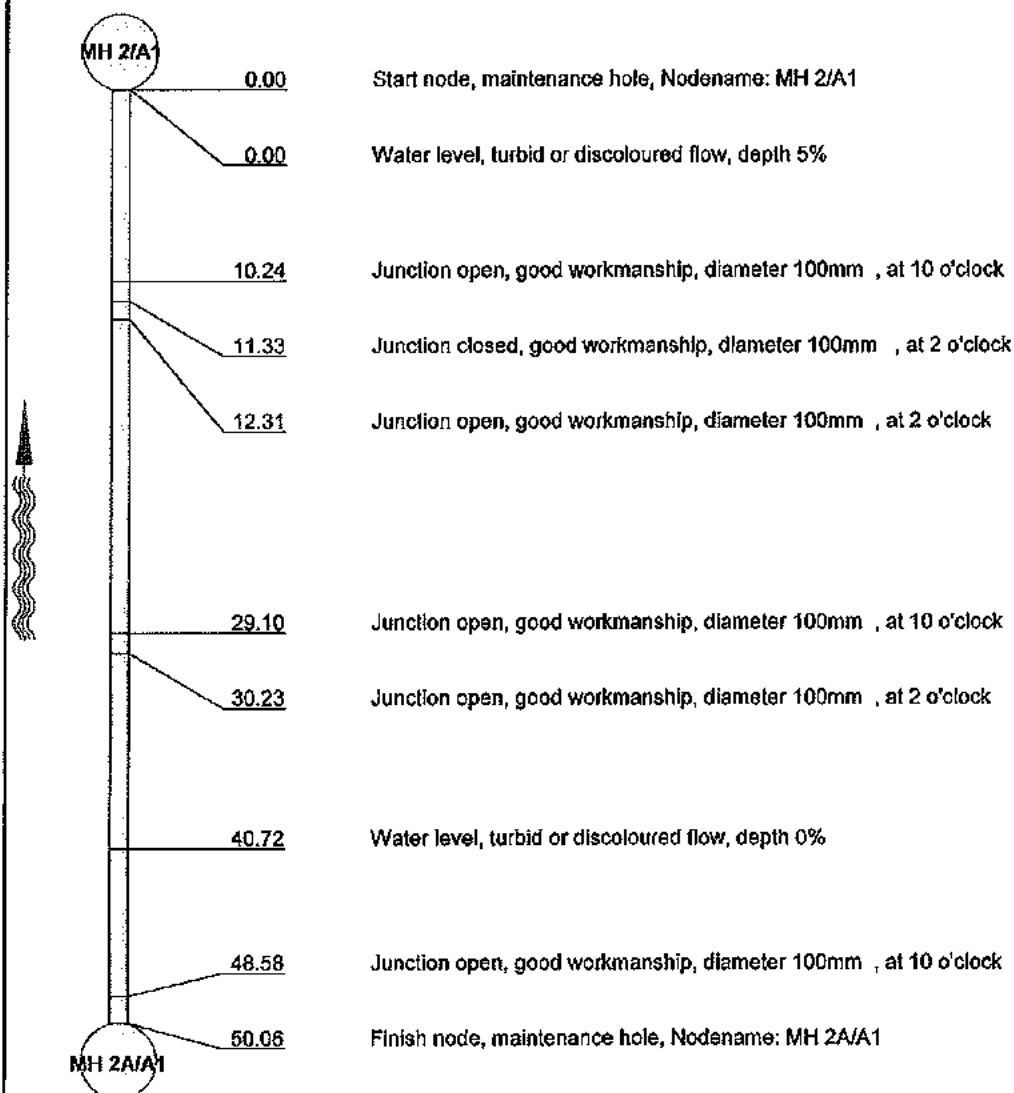 MH 2/A1
0.00 Start node, maintenance hole, Nodename: MH 2/A1
0.00 Water level, turbid or discoloured flow, depth 5%
10.24 Junction open, good workmanship, diameter 100mm , at 10 o'clock
11.33 Junction closed, good workmanship, diameter 100mm , at 2 o'clock
12.31 Junction open, good workmanship, diameter 100mm , at 2 o'clock
29.10 Junction open, good workmanship, diameter 100mm , at 10 o'clock
30.23 Junction open, good workmanship, diameter 100mm , at 2 o'clock
40.72 Water level, turbid or discoloured flow, depth 0%
48.58 Junction open, good workmanship, diameter 100mm , at 10 o'clock
50.06 Finish node, maintenance hole, Nodename: MH 2A/A1
MH 2A/A1